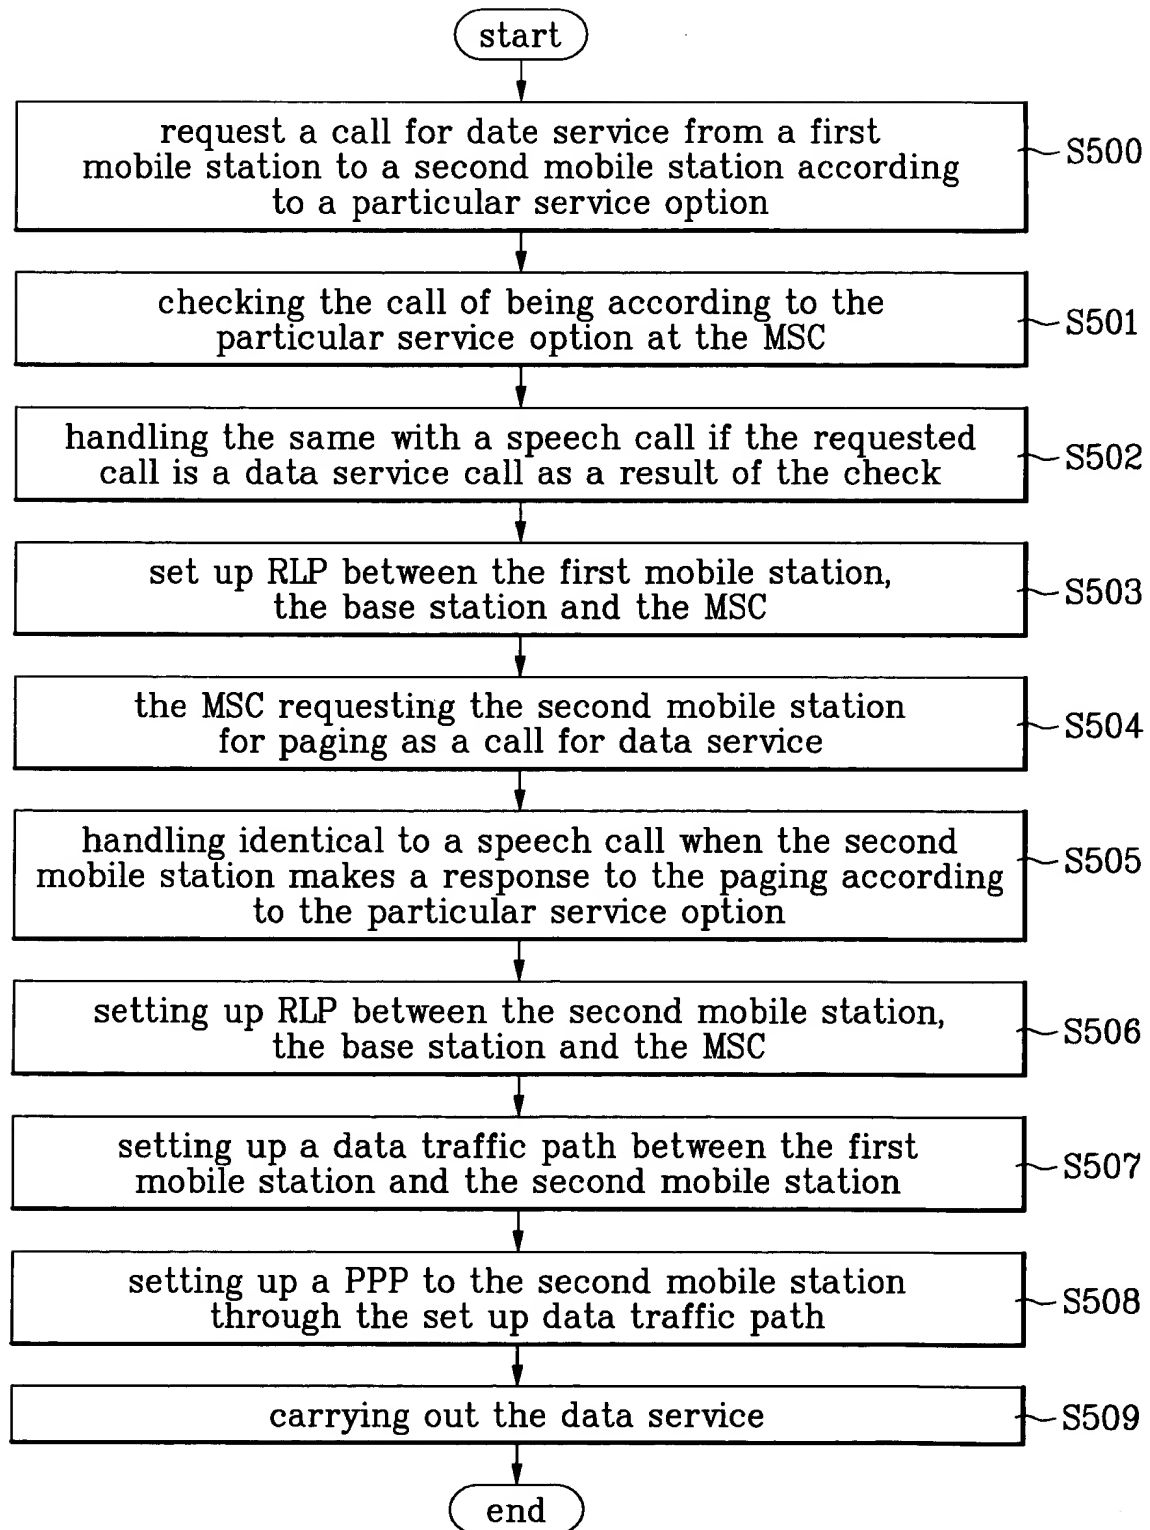 start
request a call for date service from a first
mobile station to a second mobile station according
to a particular service option
S500
checking the call of being according to the
particular service option at the MSC
S501
handling the same with a speech call if the requested
call is a data service call as a result of the check
S502
set up RLP between the first mobile station,
the base station and the MSC
S503
the MSC requesting the second mobile station
for paging as a call for data service
S504
handling identical to a speech call when the second
mobile station makes a response to the paging according
to the particular service option
S505
setting up RLP between the second mobile station,
the base station and the MSC
S506
setting up a data traffic path between the first
mobile station and the second mobile station
S507
setting up a PPP to the second mobile station
through the set up data traffic path
S508
carrying out the data service
S509
end